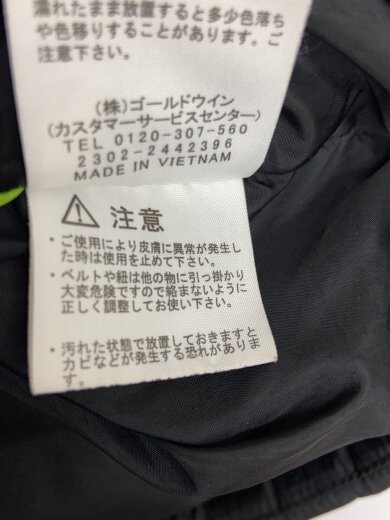 濡れたまま放置すると多少色落ち
や色移りすることがあります。ご
注意ください。
(株)ゴールドウイン
(カスタマーサービスセンター)
TEL 0120-307-560
2302-2442396
MADE IN VIETNAM
⚠ 注意
・ご使用により皮膚に異常が発生し
た時は使用を止めて下さい。
・ベルトや紐は他の物に引っ掛かり
大変危険ですので絡まないように
正しく調整してお使い下さい。
・汚れた状態で放置しておきますと
カビなどが発生する恐れがありま
す。